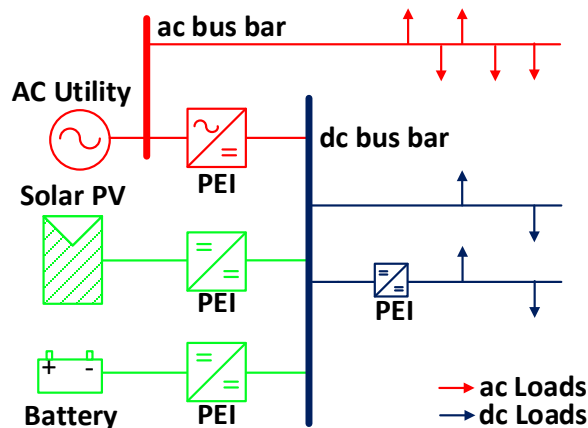 ac bus bar
AC Utility
dc bus bar
PEI
Solar PV
PEI
PEI
+ -
Battery
PEI
ac Loads
dc Loads